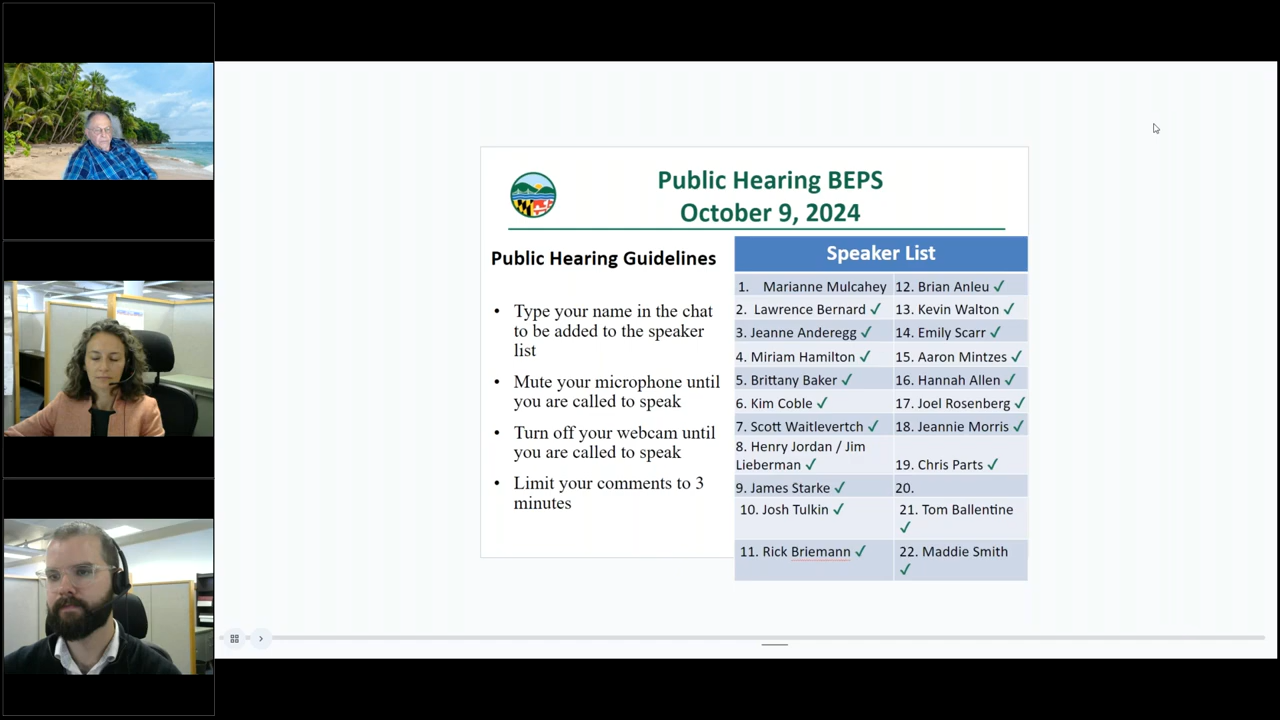 Public Hearing BEPS
October 9, 2024
Public Hearing Guidelines
• Type your name in the chat
to be added to the speaker
list
• Mute your microphone until
you are called to speak
• Turn off your webcam until
you are called to speak
• Limit your comments to 3
minutes
Speaker List
1. Marianne Mulcahey
2. Lawrence Bernard ✓
3. Jeanne Anderegg ✓
4. Miriam Hamilton ✓
5. Brittany Baker ✓
6. Kim Coble ✓
7. Scott Waitlevertch ✓
8. Henry Jordan / Jim
Lieberman ✓
9. James Starke ✓
10. Josh Tulkin ✓
11. Rick Briemann ✓
12. Brian Anleu ✓
13. Kevin Walton ✓
14. Emily Scarr ✓
15. Aaron Mintzes ✓
16. Hannah Allen ✓
17. Joel Rosenberg ✓
18. Jeannie Morris ✓
19. Chris Parts ✓
20.
21. Tom Ballentine
✓
22. Maddie Smith
✓